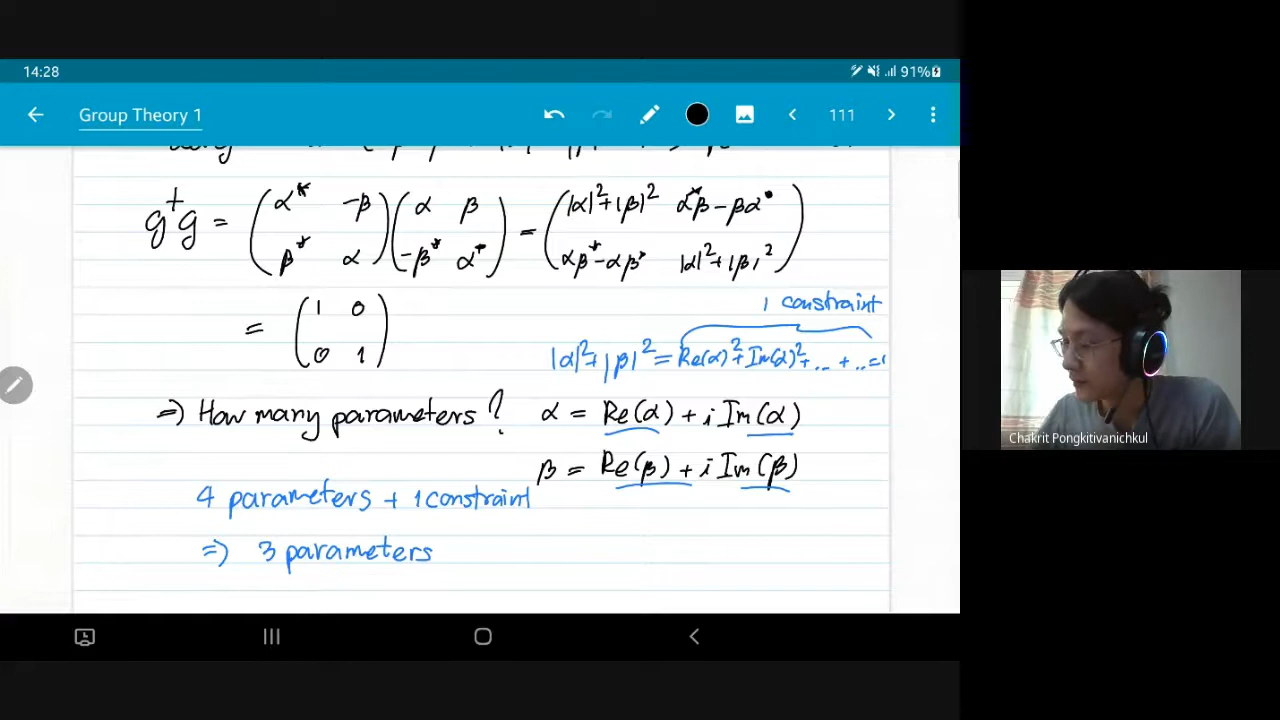 14:28
91%
Group Theory 1
111
g†g = (α* -β)(α β) = (|α|²+|β|² α*β-βα*)
(β* α)(-β* α*) (αβ*-αβ* |α|²+|β|²)
= (1 0)
(0 1)
1 constraint
|α|²+|β|² = Re(α)²+Im(α)²+..+..=1
⇒ How many parameters? α = Re(α) + i Im(α)
β = Re(β) + i Im(β)
4 parameters + 1 constraint
⇒ 3 parameters
Chakrit Pongkitivanichkul